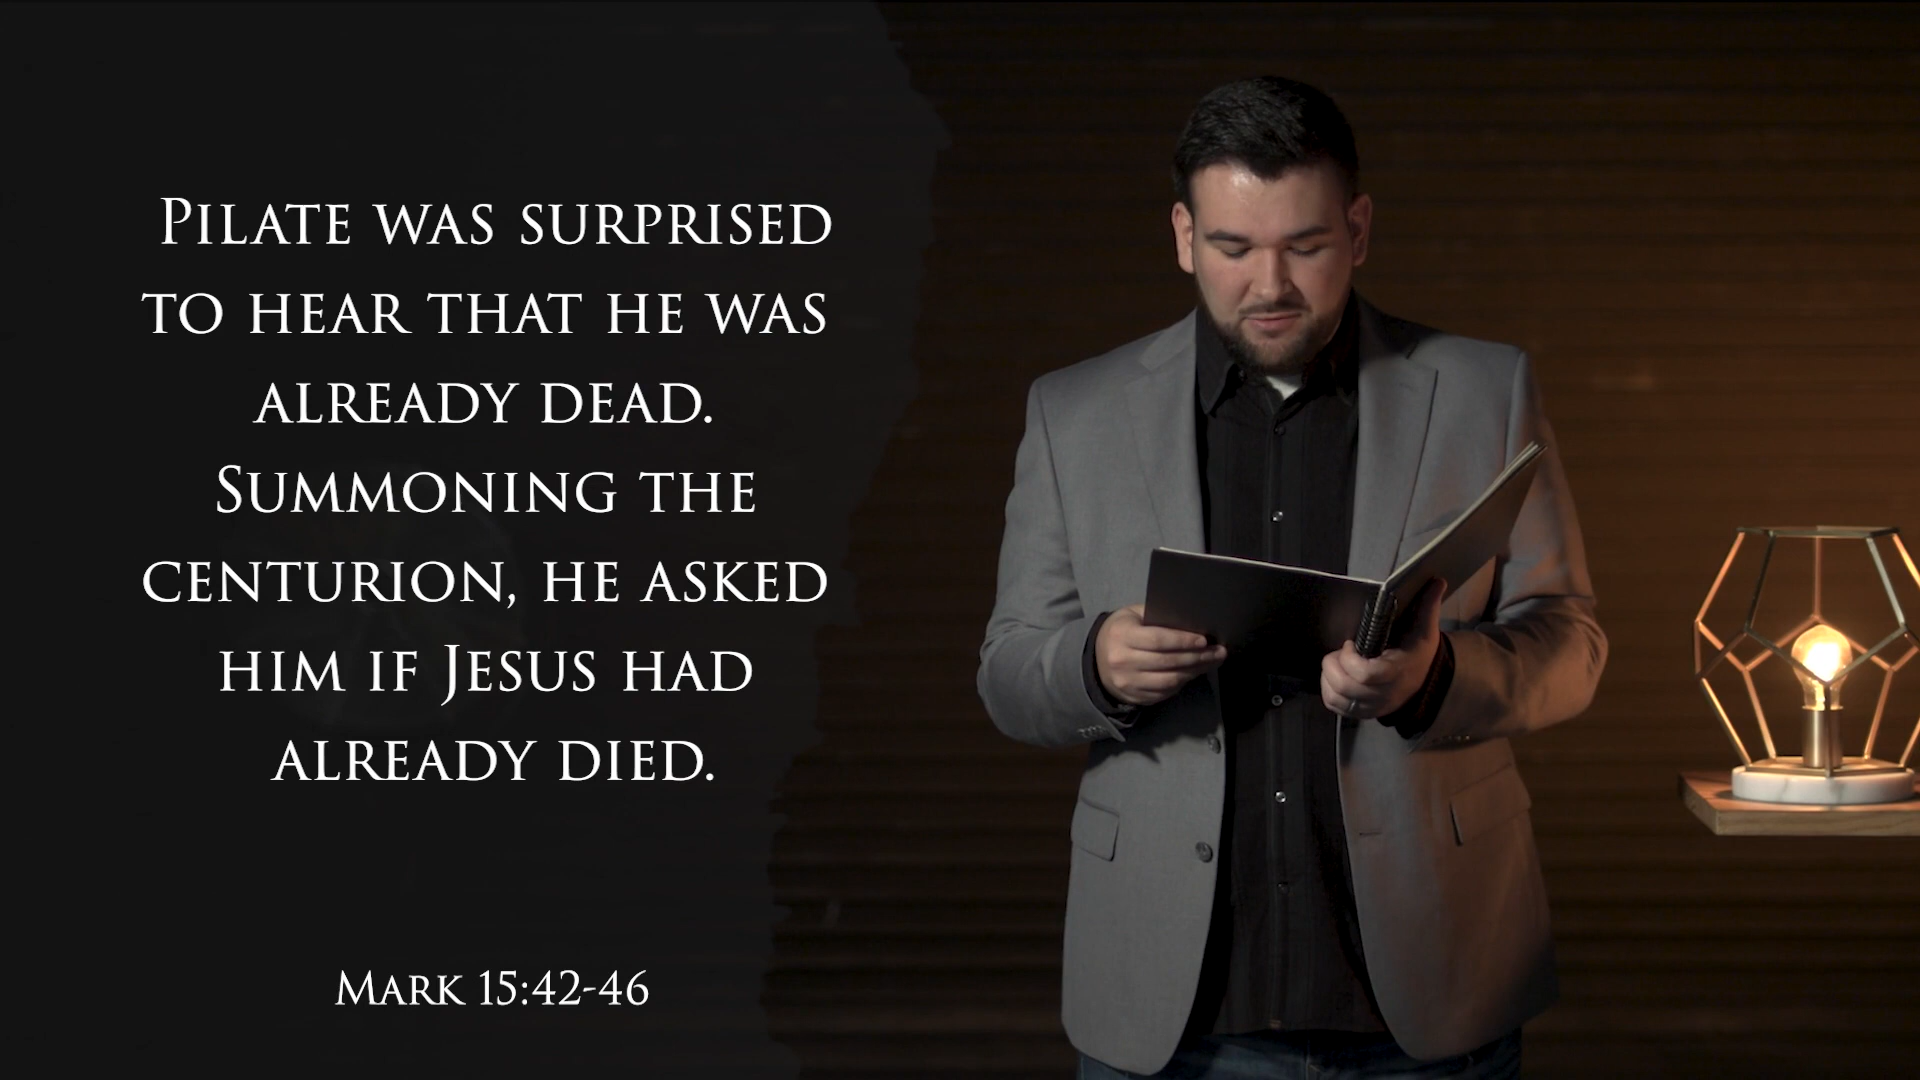 Pilate was surprised
to hear that he was
already dead.
Summoning the
centurion, he asked
him if Jesus had
already died.
Mark 15:42-46